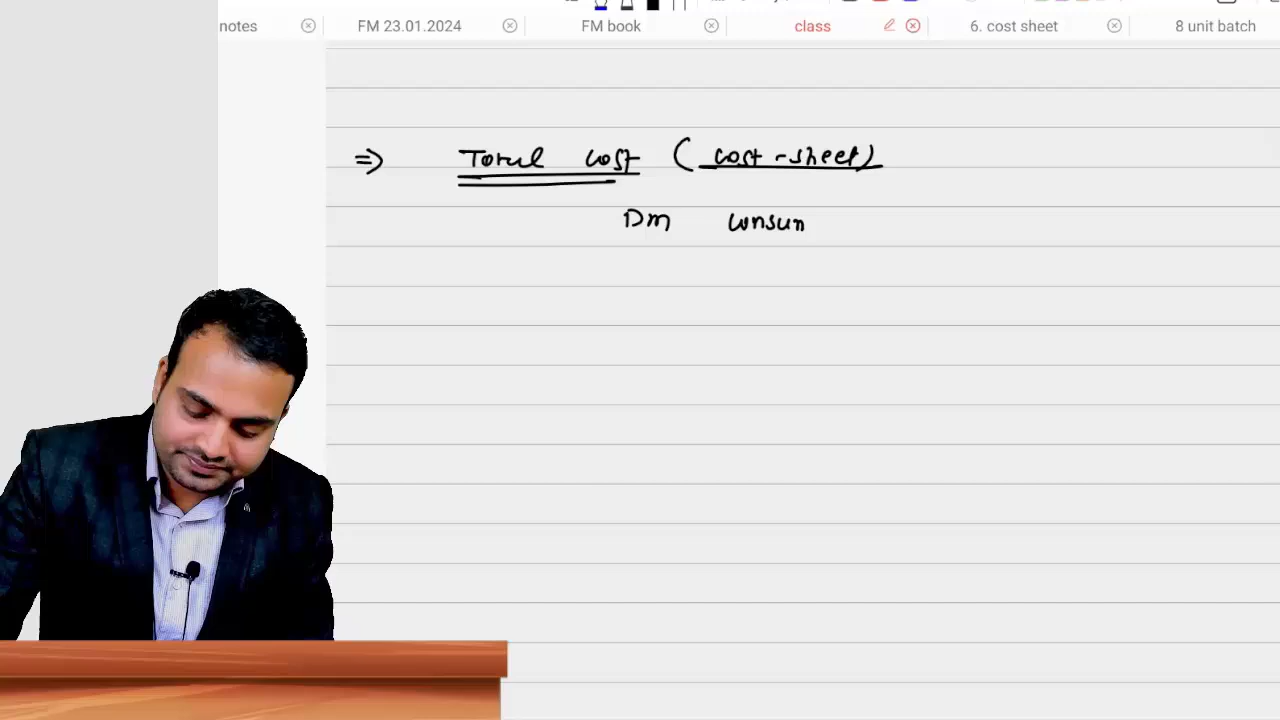 notes FM 23.01.2024 FM book class 6. cost sheet 8 unit batch
⇒ Total cost (cost-sheet)
DM consum